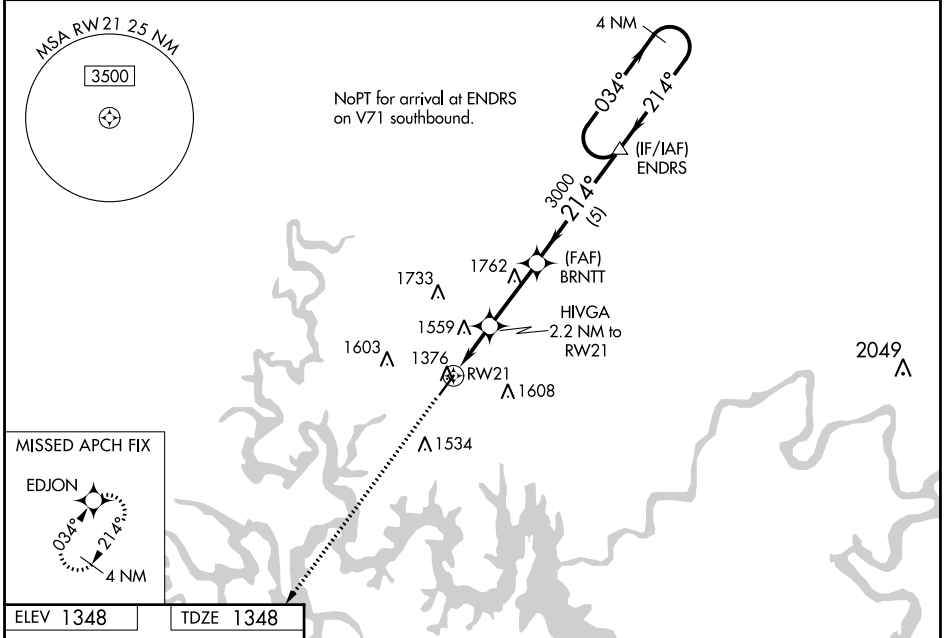 MSA RW 21 25 NM
3500
NoPT for arrival at ENDRS
on V71 southbound.
4 NM
034°
214°
(IF/IAF)
ENDRS
3000
214°
(5)
(FAF)
BRNTT
1762
1733
HIVGA
2.2 NM to
RW21
1559
1603
1376
RW21
1608
2049
1534
MISSED APCH FIX
EDJON
034°
214°
4 NM
ELEV 1348
TDZE 1348